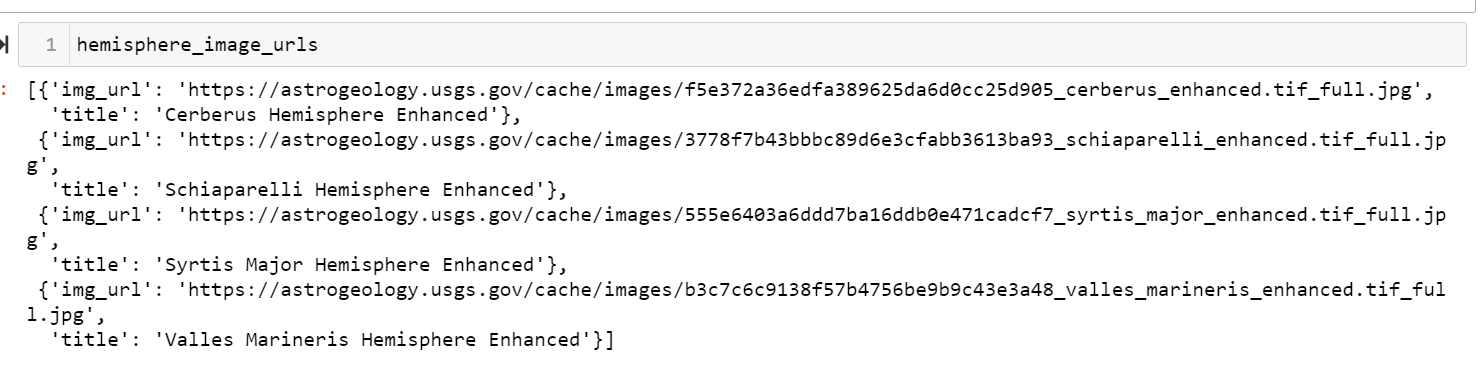 1 hemisphere_image_urls
: [{'img_url': 'https://astrogeology.usgs.gov/cache/images/f5e372a36edfa389625da6d0cc25d905_cerberus_enhanced.tif_full.jpg',
'title': 'Cerberus Hemisphere Enhanced'},
{'img_url': 'https://astrogeology.usgs.gov/cache/images/3778f7b43bbbc89d6e3cfabb3613ba93_schiaparelli_enhanced.tif_full.jp
g',
'title': 'Schiaparelli Hemisphere Enhanced'},
{'img_url': 'https://astrogeology.usgs.gov/cache/images/555e6403a6ddd7ba16ddb0e471cadcf7_syrtis_major_enhanced.tif_full.jp
g',
'title': 'Syrtis Major Hemisphere Enhanced'},
{'img_url': 'https://astrogeology.usgs.gov/cache/images/b3c7c6c9138f57b4756be9b9c43e3a48_valles_marineris_enhanced.tif_ful
l.jpg',
'title': 'Valles Marineris Hemisphere Enhanced'}]